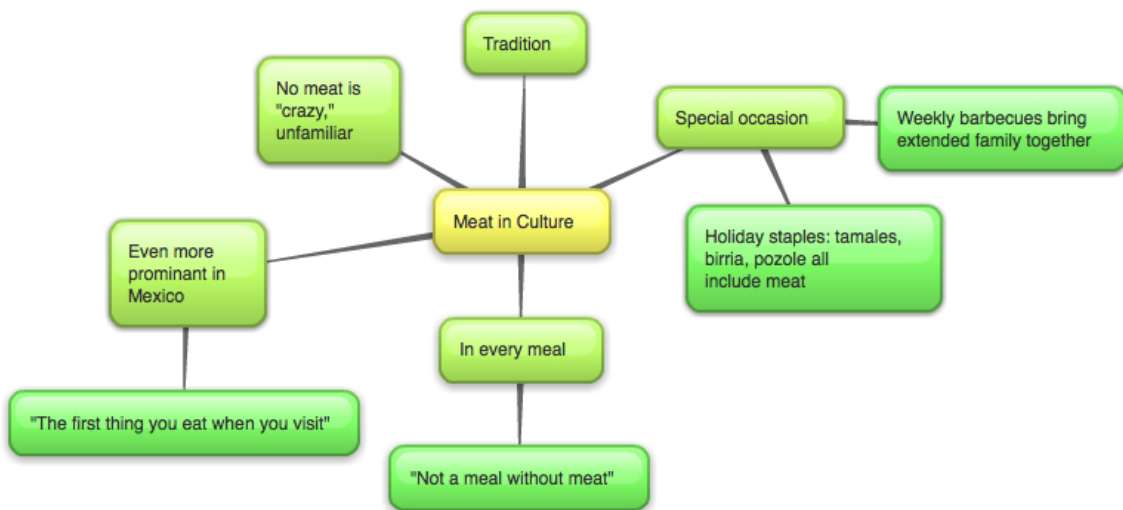 Tradition
No meat is
"crazy,"
unfamiliar
Special occasion
Weekly barbecues bring
extended family together
Meat in Culture
Holiday staples: tamales,
birria, pozole all
include meat
Even more
prominant in
Mexico
In every meal
"The first thing you eat when you visit"
"Not a meal without meat"